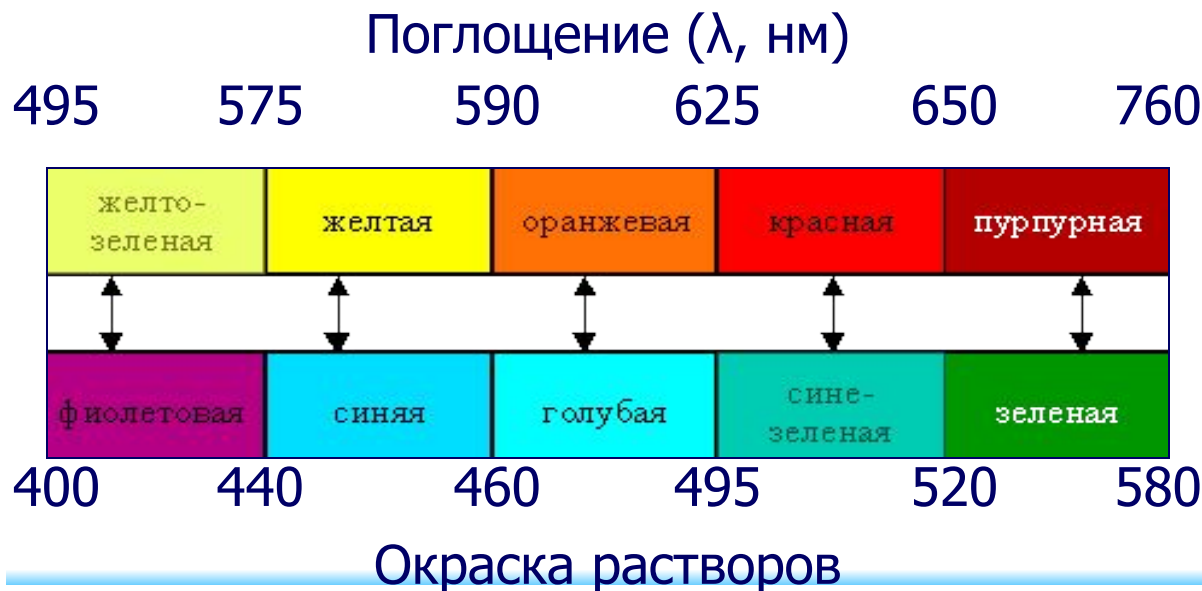 Поглощение (λ, нм)
495 575 590 625 650 760
желто-
зеленая
желтая
оранжевая
красная
пурпурная
фиолетовая
синяя
голубая
сине-
зеленая
зеленая
400 440 460 495 520 580
Окраска растворов